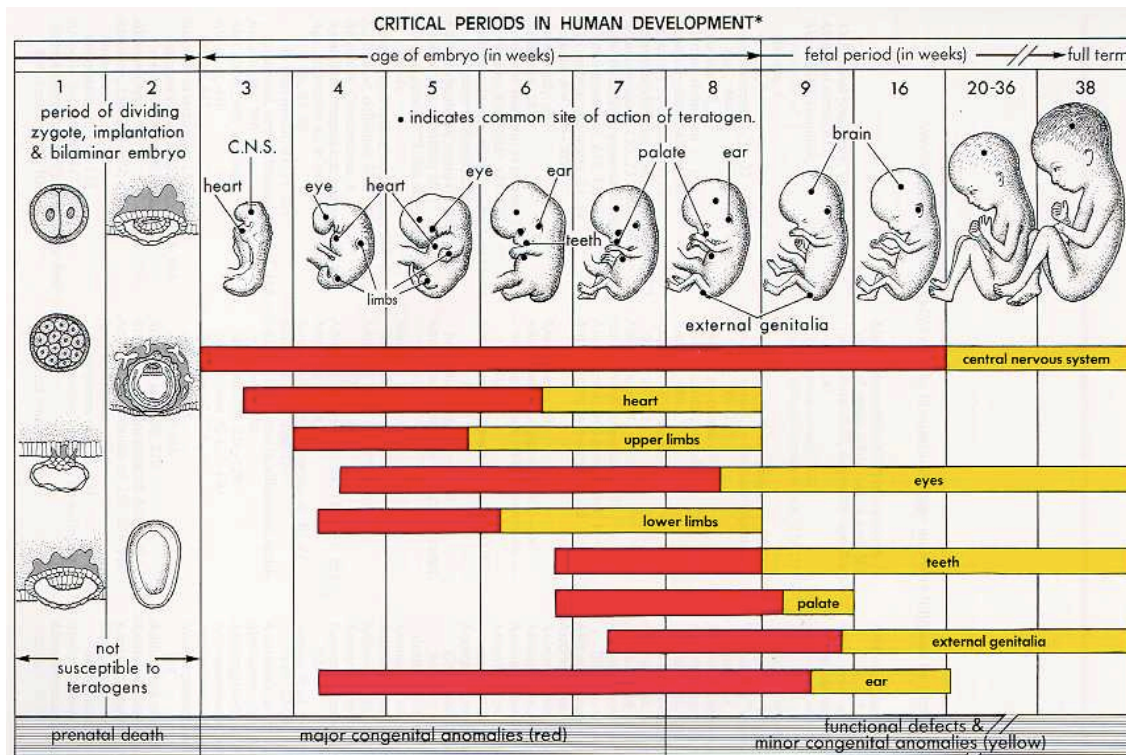 CRITICAL PERIODS IN HUMAN DEVELOPMENT*
age of embryo (in weeks)
fetal period (in weeks)
full term
1
2
3
4
5
6
7
8
9
16
20-36
38
period of dividing
zygote, implantation
& bilaminar embryo
• indicates common site of action of teratogen.
C.N.S.
heart
eye
heart
eye
limbs
ear
teeth
palate
ear
external genitalia
brain
central nervous system
heart
upper limbs
eyes
lower limbs
teeth
palate
external genitalia
ear
not
susceptible to
teratogens
prenatal death
major congenital anomalies (red)
functional defects &
minor congenital anomalies (yellow)